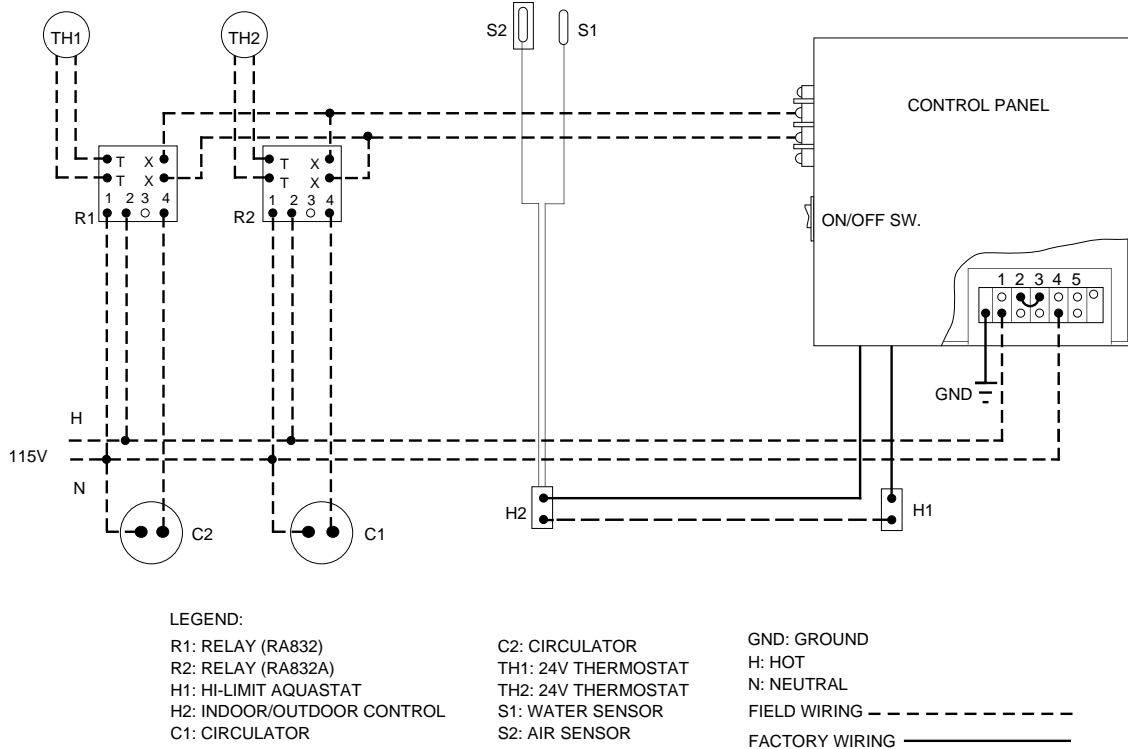 TH1
TH2
S2
S1
CONTROL PANEL
T X
T X
1 2 3 4
R1
T X
T X
1 2 3 4
R2
ON/OFF SW.
1 2 3 4 5
GND
H
115V
N
C2
C1
H2
H1
LEGEND:
R1: RELAY (RA832)
R2: RELAY (RA832A)
H1: HI-LIMIT AQUASTAT
H2: INDOOR/OUTDOOR CONTROL
C1: CIRCULATOR
C2: CIRCULATOR
TH1: 24V THERMOSTAT
TH2: 24V THERMOSTAT
S1: WATER SENSOR
S2: AIR SENSOR
GND: GROUND
H: HOT
N: NEUTRAL
FIELD WIRING
FACTORY WIRING